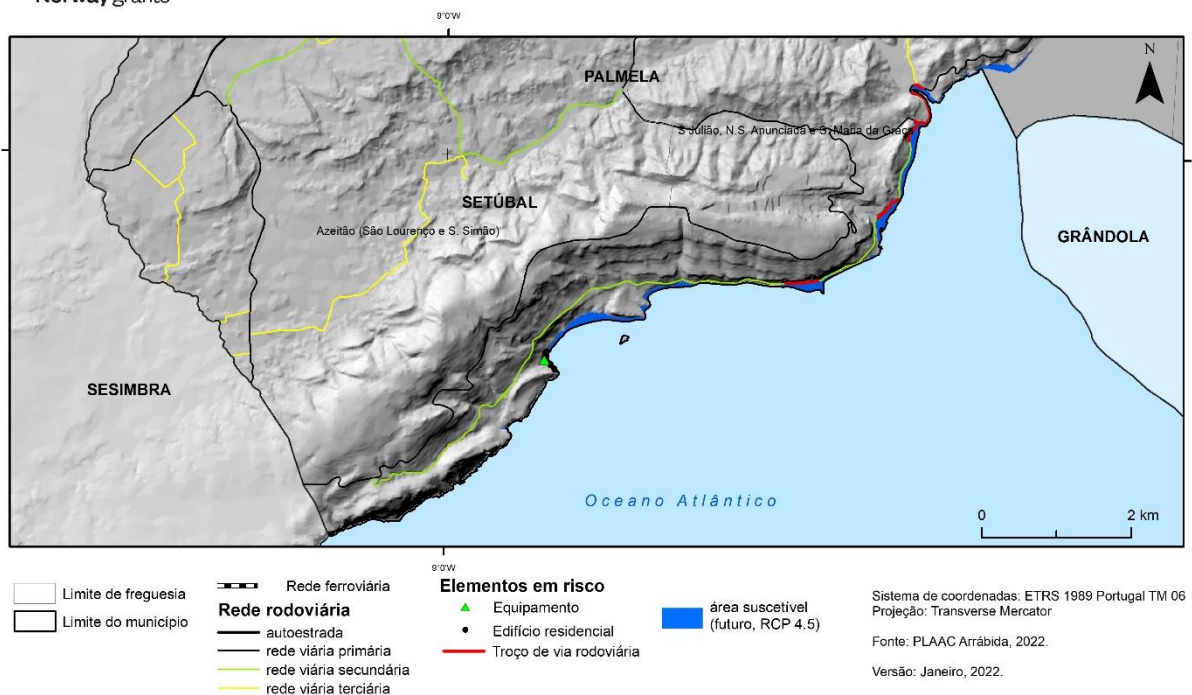 Norway grants
9°0'W
N
PALMELA
S Julião, N.S. Anunciada e S. Maria da Graça
SETÚBAL
Azeitão (São Lourenço e S. Simão)
GRÂNDOLA
SESIMBRA
Oceano Atlântico
0 2 km
9°0'W
Limite de freguesia
Limite do município
Rede ferroviária
Rede rodoviária
autoestrada
rede viária primária
rede viária secundária
rede viária terciária
Elementos em risco
Equipamento
Edifício residencial
Troço de via rodoviária
área suscetível
(futuro, RCP 4.5)
Sistema de coordenadas: ETRS 1989 Portugal TM 06
Projeção: Transverse Mercator
Fonte: PLAAC Arrábida, 2022.
Versão: Janeiro, 2022.